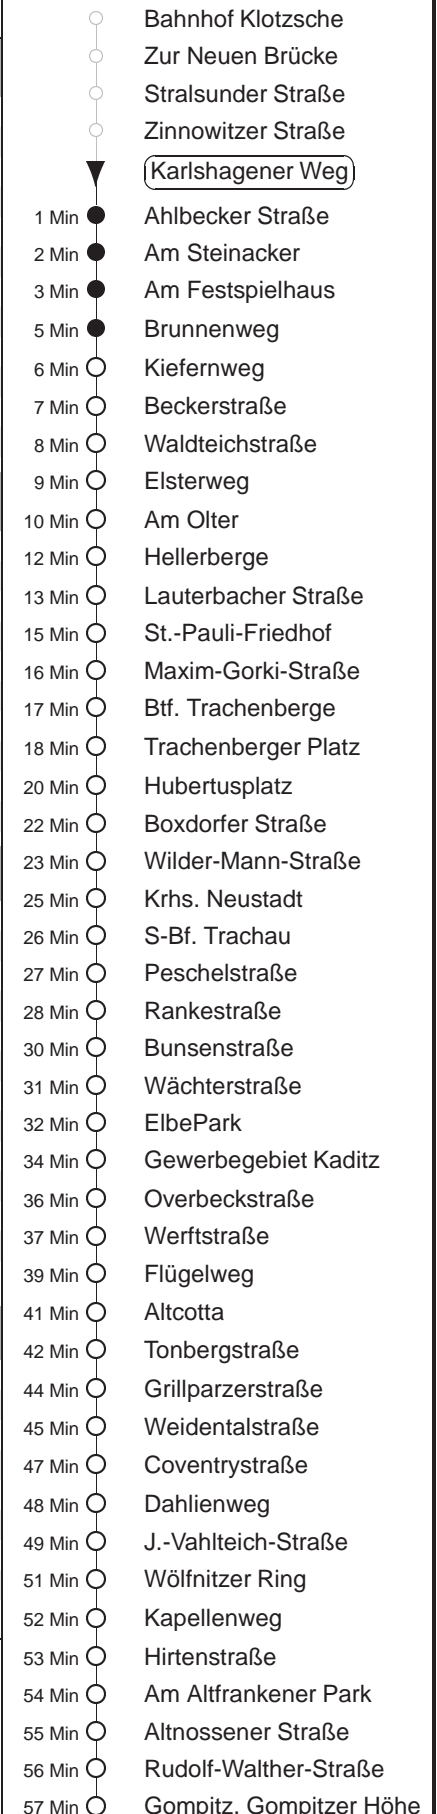 Bahnhof Klotzsche
Zur Neuen Brücke
Stralsunder Straße
Zinnowitzer Straße
Karlshagener Weg
1 Min Ahlbecker Straße
2 Min Am Steinacker
3 Min Am Festspielhaus
5 Min Brunnenweg
6 Min Kiefernweg
7 Min Beckerstraße
8 Min Waldteichstraße
9 Min Elsterweg
10 Min Am Olter
12 Min Hellerberge
13 Min Lauterbacher Straße
15 Min St.-Pauli-Friedhof
16 Min Maxim-Gorki-Straße
17 Min Btf. Trachenberge
18 Min Trachenberger Platz
20 Min Hubertusplatz
22 Min Boxdorfer Straße
23 Min Wilder-Mann-Straße
25 Min Krhs. Neustadt
26 Min S-Bf. Trachau
27 Min Peschelstraße
28 Min Rankestraße
30 Min Bunsenstraße
31 Min Wächterstraße
32 Min ElbePark
34 Min Gewerbegebiet Kaditz
36 Min Overbeckstraße
37 Min Werftstraße
39 Min Flügelweg
41 Min Altcotta
42 Min Tonbergstraße
44 Min Grillparzerstraße
45 Min Weidentalstraße
47 Min Coventrystraße
48 Min Dahlienweg
49 Min J.-Vahlteich-Straße
51 Min Wölfnitzer Ring
52 Min Kapellenweg
53 Min Hirtenstraße
54 Min Am Altfrankener Park
55 Min Altnossener Straße
56 Min Rudolf-Walther-Straße
57 Min Gompitz, Gompitzer Höhe